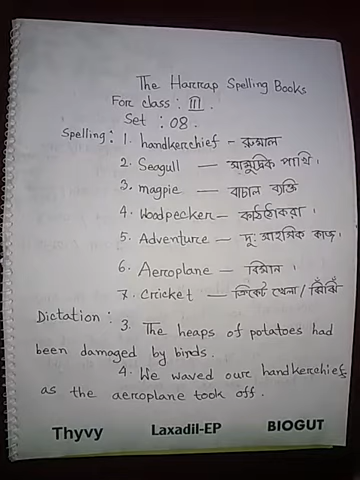 The Harrap Spelling Books
For class : III
Set : 08.
Spelling : 1. handkerchief - রুমাল
2. Seagull — সামুদ্রিক পাখি ।
3. magpie — বাচাল ব্যক্তি
4. Woodpecker - কাঠঠোকরা ।
5. Adventure — দুঃসাহসিক কাজ ।
6. Aeroplane - বিমান ।
7. Cricket — ক্রিকেট খেলা / ঝিঁঝিঁ
Dictation : 3. The heaps of potatoes had
been damaged by birds.
4. We waved our handkerchiefs
as the aeroplane took off.
Thyvy Laxadil-EP BIOGUT